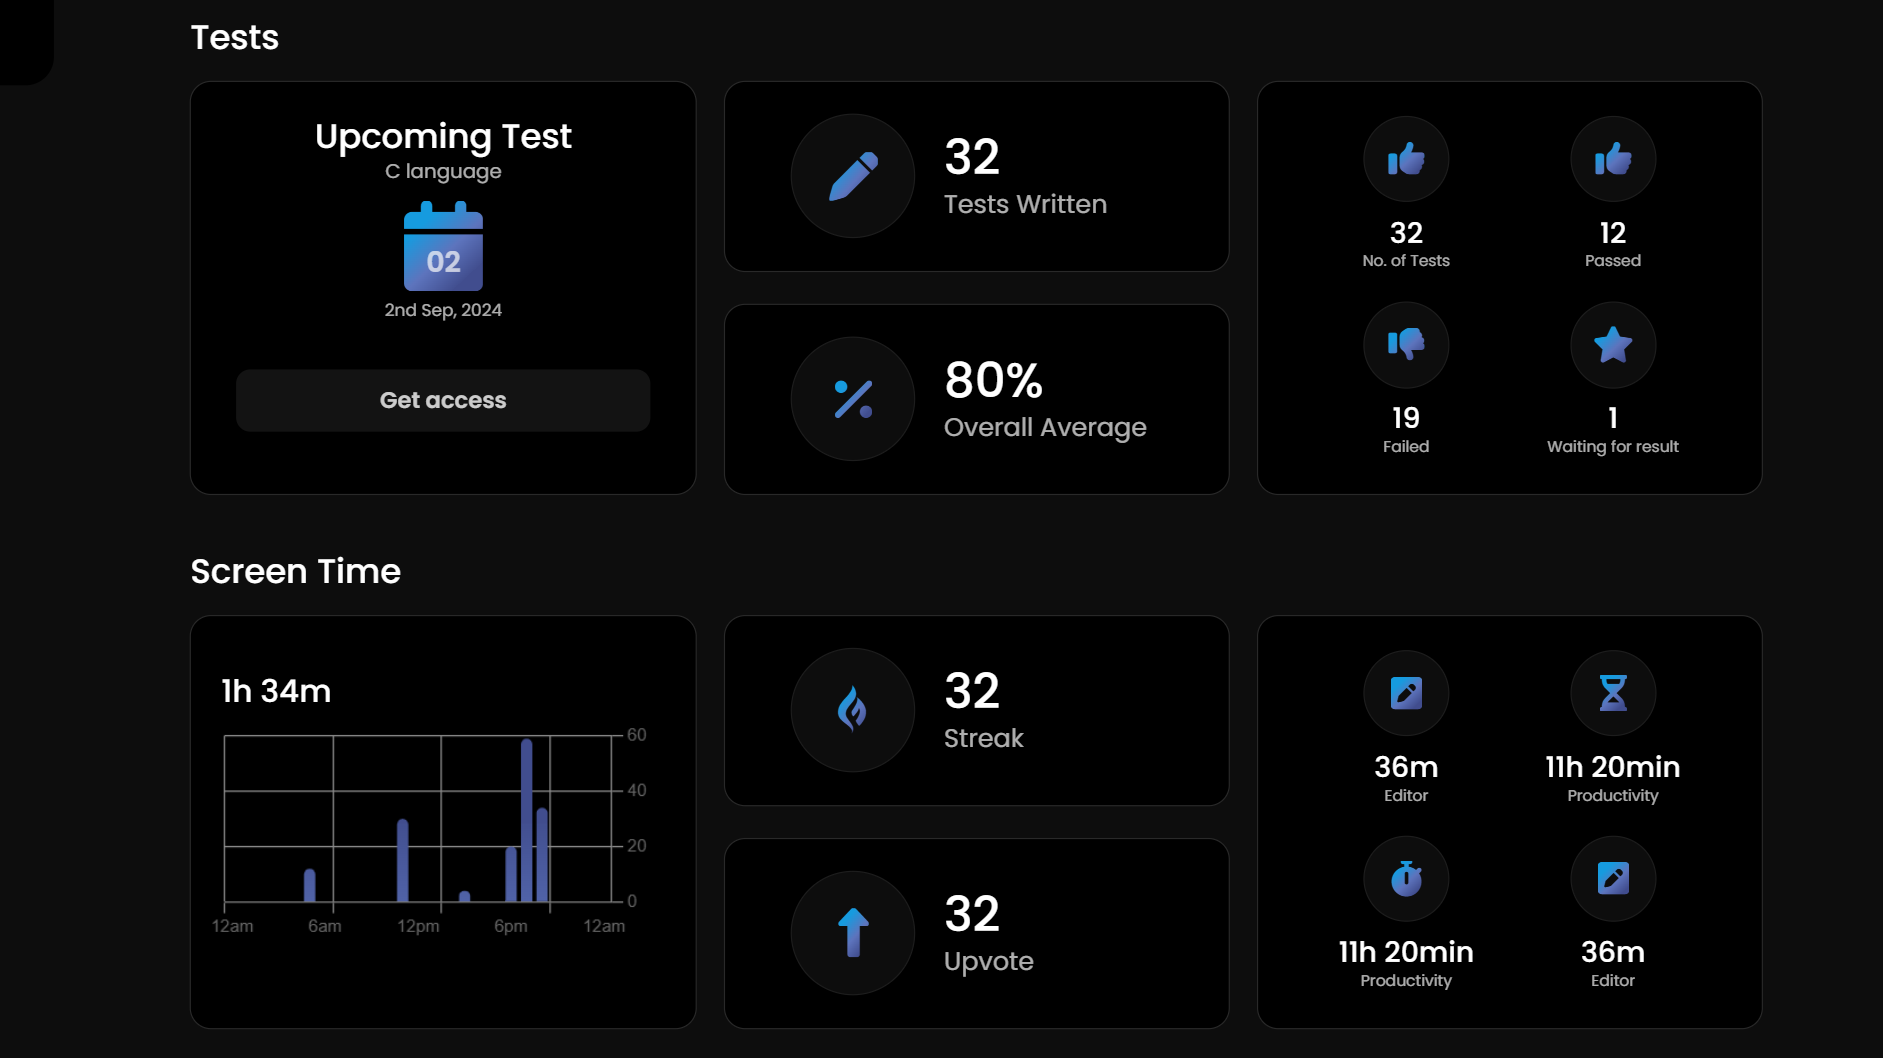 Tests
Upcoming Test
C language
02
2nd Sep, 2024
Get access
32
Tests Written
80%
Overall Average
32
No. of Tests
12
Passed
19
Failed
1
Waiting for result
Screen Time
1h 34m
60
40
20
0
12am 6am 12pm 6pm 12am
32
Streak
32
Upvote
36m
Editor
11h 20min
Productivity
11h 20min
Productivity
36m
Editor